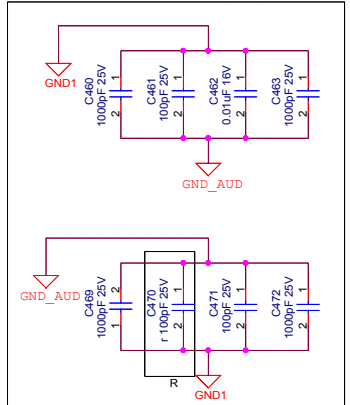 GND1
C460
1000pF 25V
1
2
C461
100pF 25V
1
2
C462
0.01uF 16V
1
2
C463
1000pF 25V
1
2
GND_AUD
GND_AUD
C469
1000pF 25V
2
1
C470
r 100pF 25V
1
2
C471
100pF 25V
1
2
C472
1000pF 25V
1
2
R
GND1